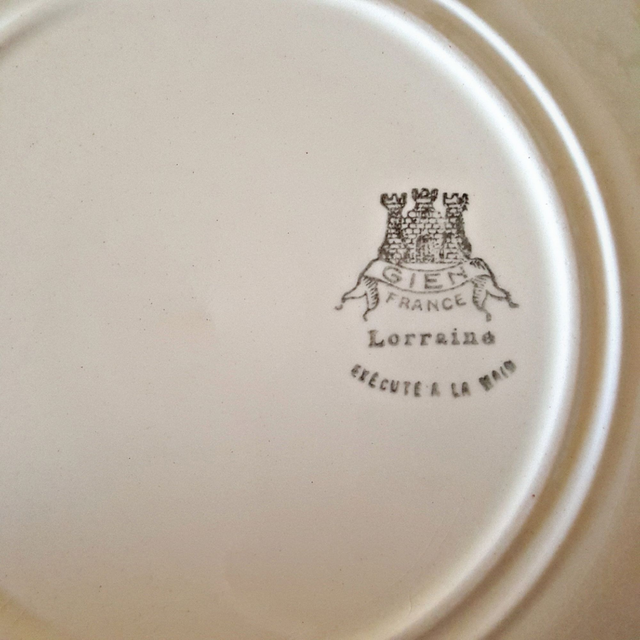 GIEN
FRANCE
Lorraine
EXÉCUTÉ A LA MAIN